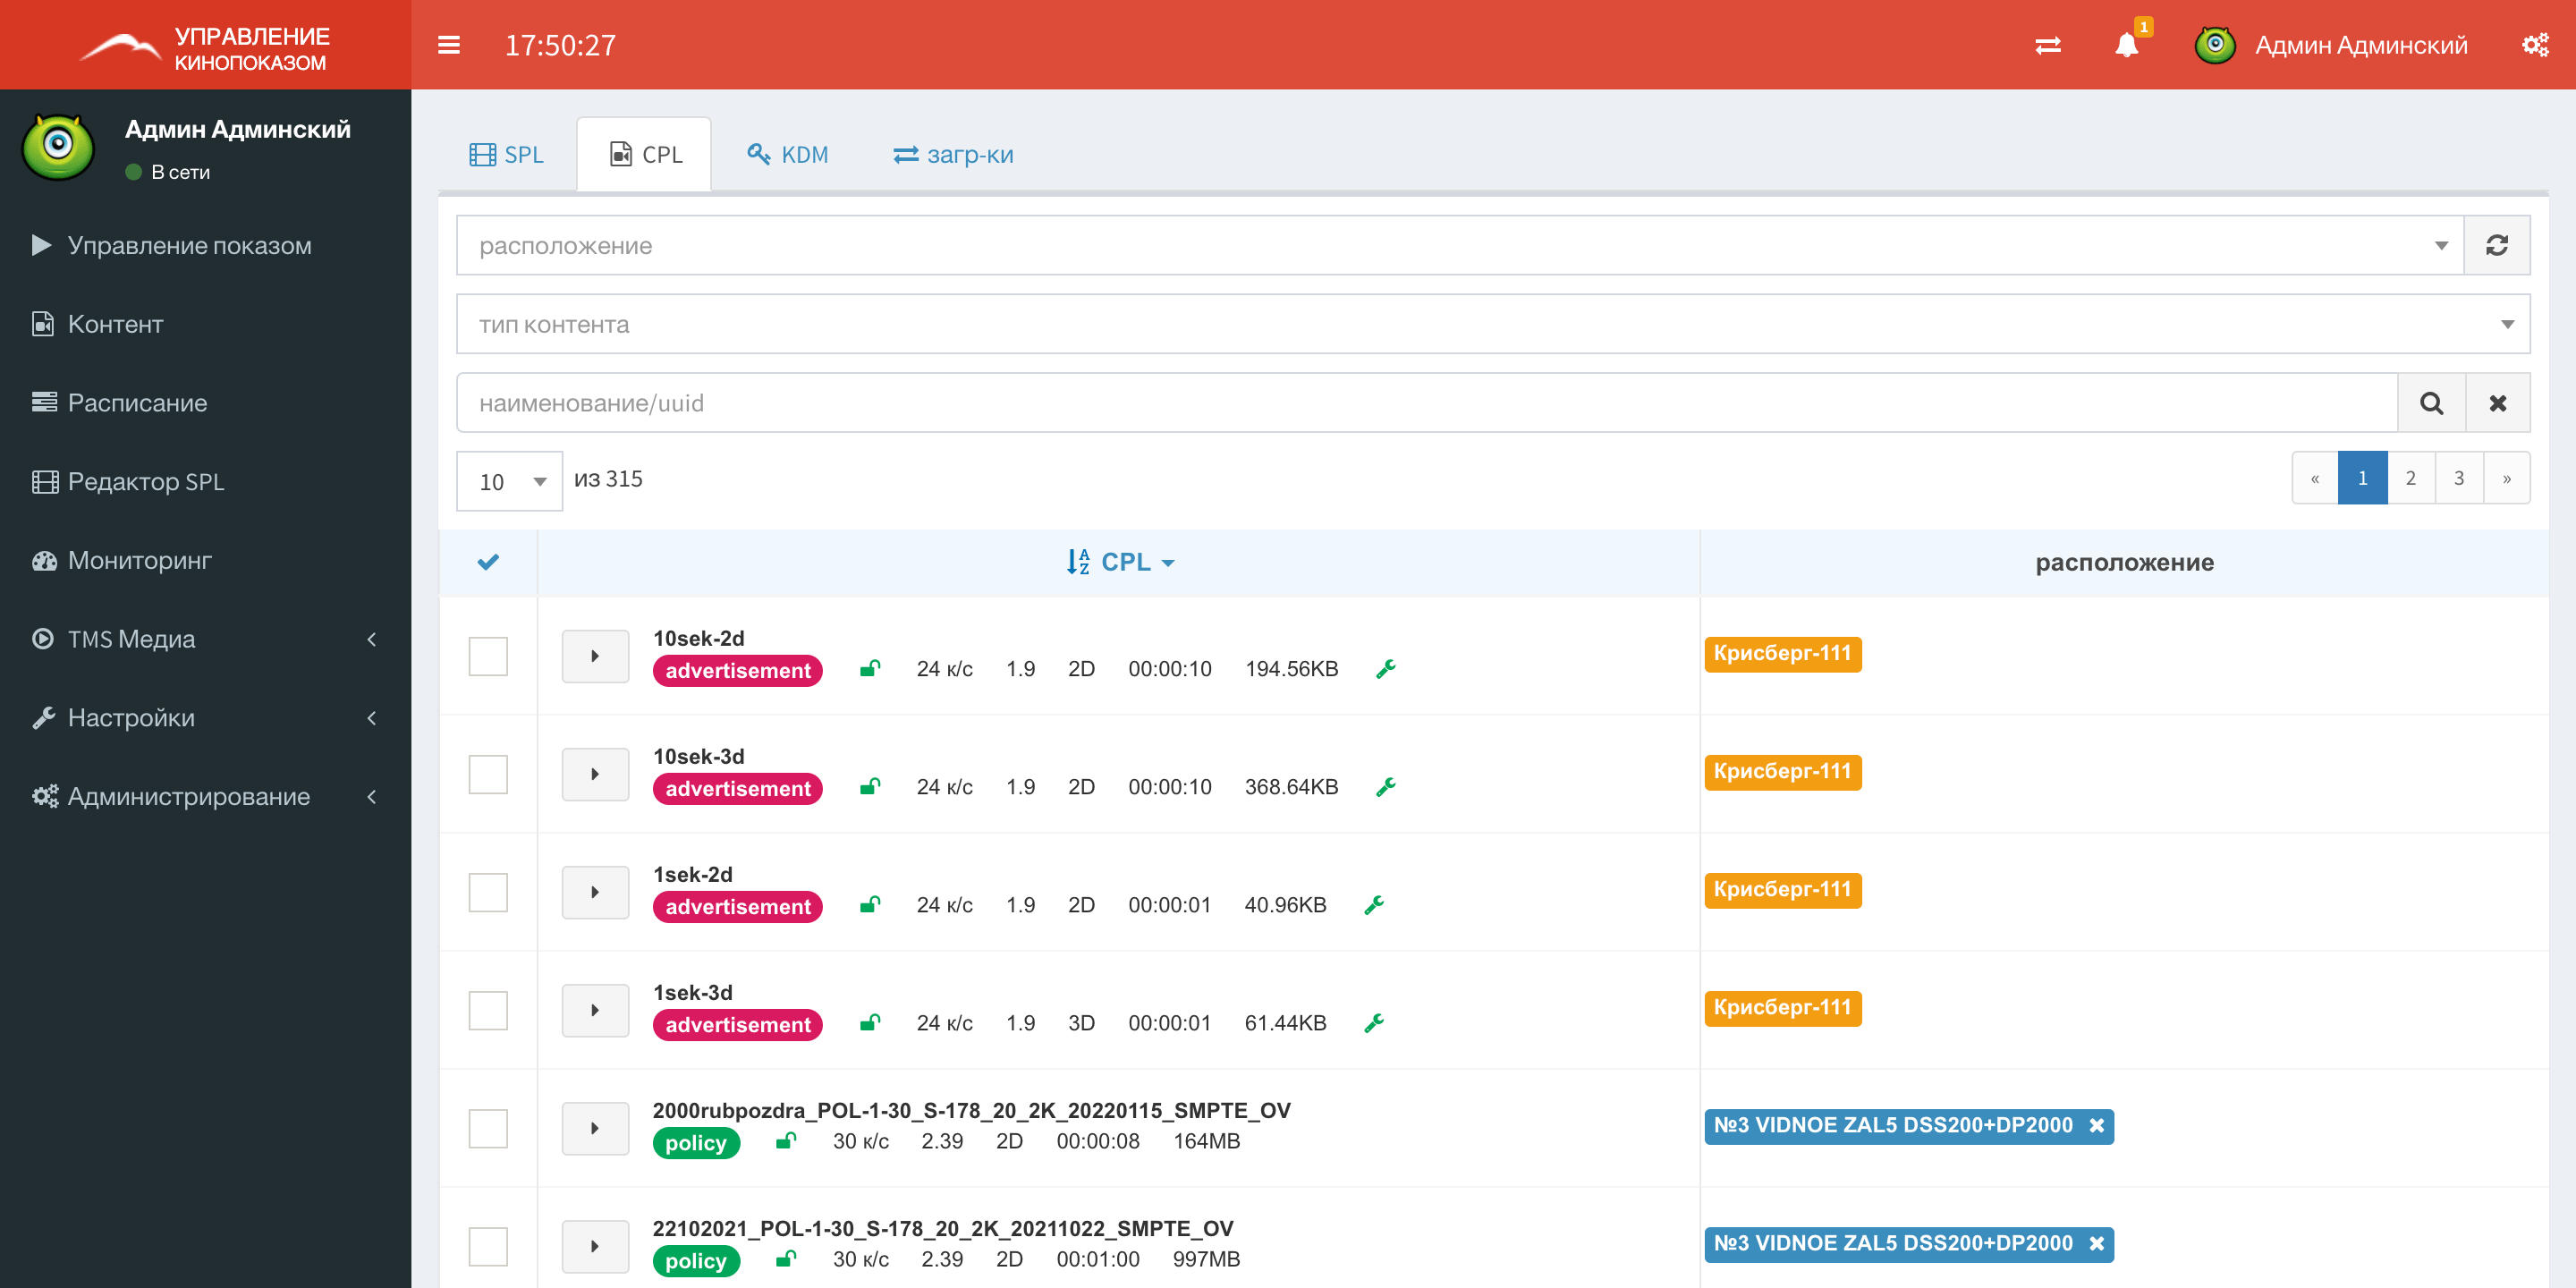 УПРАВЛЕНИЕ
КИНОПОКАЗОМ
17:50:27
1
Админ Админский
Админ Админский
В сети
Управление показом
Контент
Расписание
Редактор SPL
Мониторинг
TMS Медиа
Настройки
Администрирование
SPL
CPL
KDM
загр-ки
расположение
тип контента
наименование/uuid
10 из 315
« 1 2 3 »
CPL
расположение
10sek-2d
advertisement 24 к/с 1.9 2D 00:00:10 194.56KB
Крисберг-111
10sek-3d
advertisement 24 к/с 1.9 2D 00:00:10 368.64KB
Крисберг-111
1sek-2d
advertisement 24 к/с 1.9 2D 00:00:01 40.96KB
Крисберг-111
1sek-3d
advertisement 24 к/с 1.9 3D 00:00:01 61.44KB
Крисберг-111
2000rubpozdra_POL-1-30_S-178_20_2K_20220115_SMPTE_OV
policy 30 к/с 2.39 2D 00:00:08 164MB
№3 VIDNOE ZAL5 DSS200+DP2000
22102021_POL-1-30_S-178_20_2K_20211022_SMPTE_OV
policy 30 к/с 2.39 2D 00:01:00 997MB
№3 VIDNOE ZAL5 DSS200+DP2000